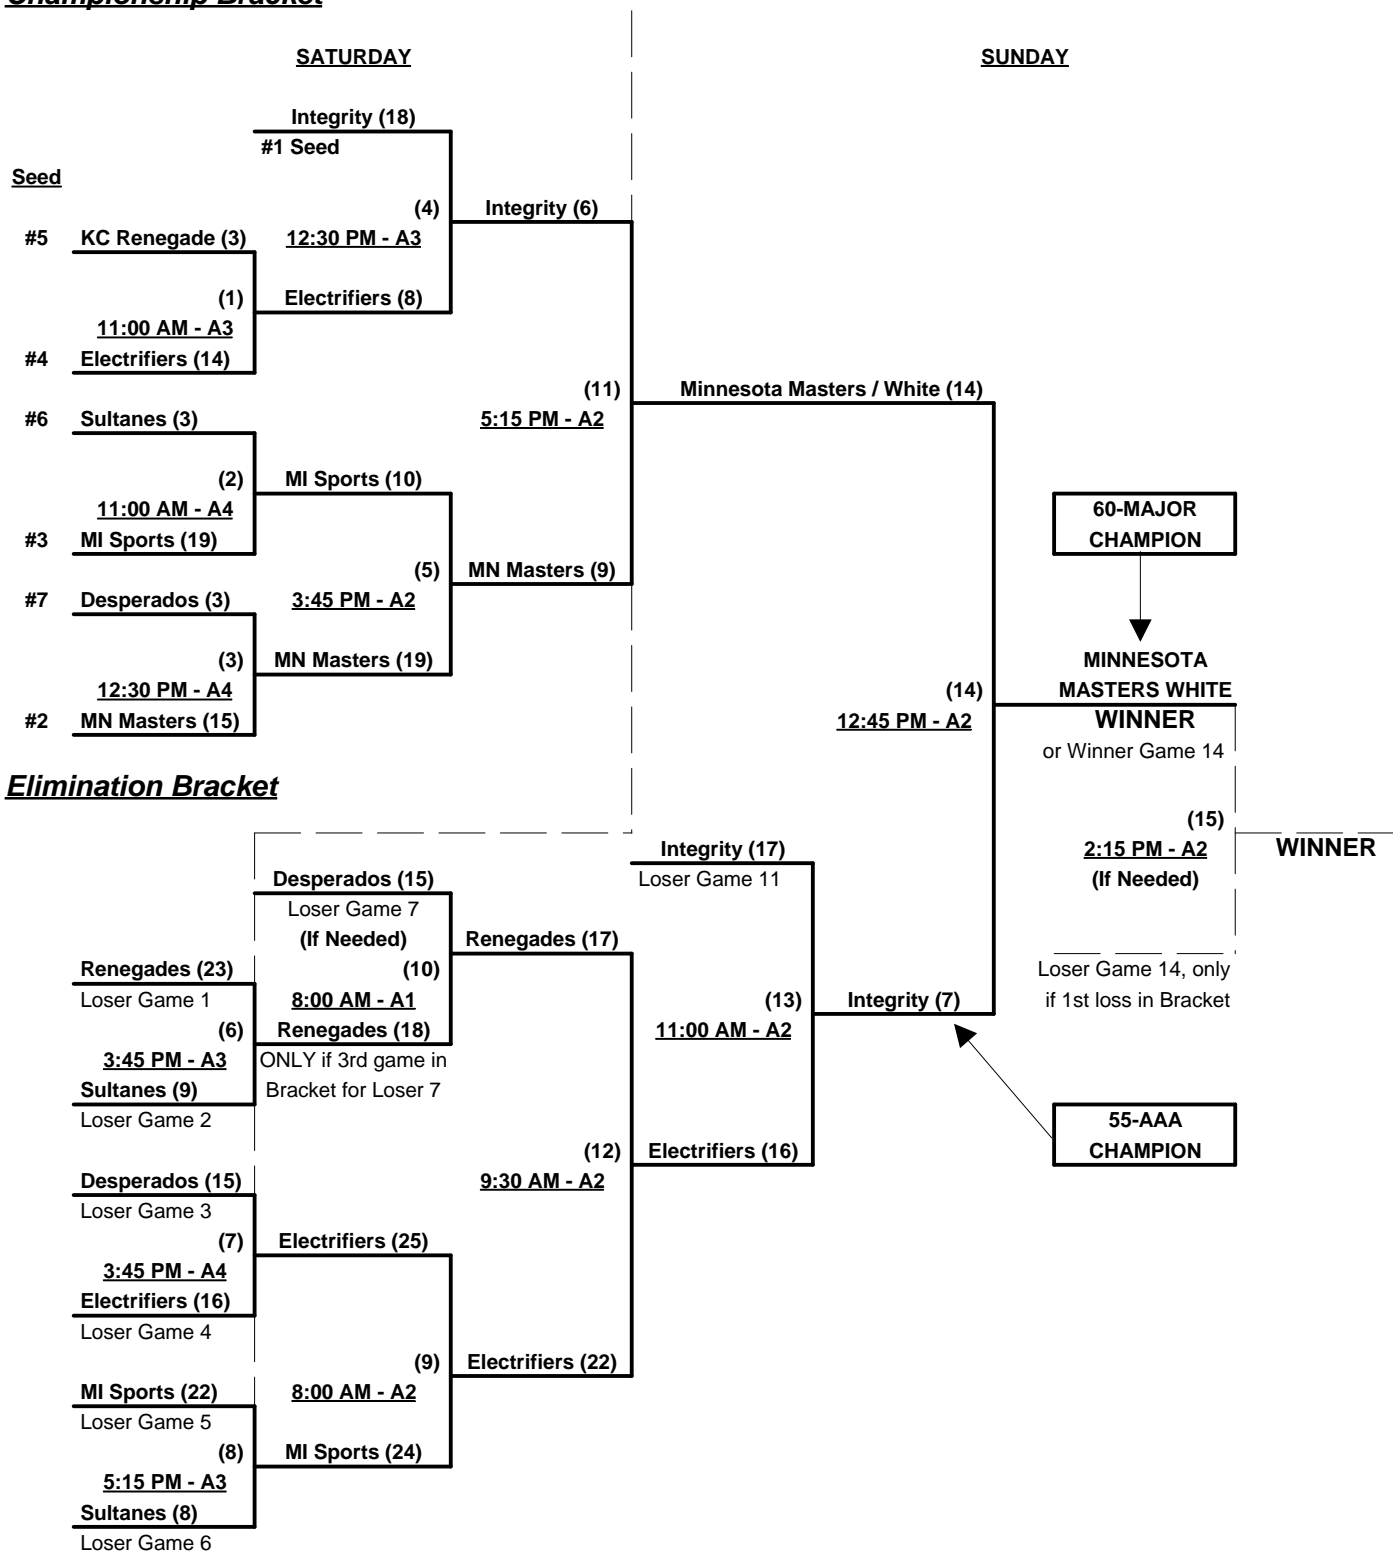 Championship Bracket
SATURDAY
SUNDAY
Integrity (18)
#1 Seed
Seed
(4)
Integrity (6)
#5
KC Renegade (3)
12:30 PM - A3
(1)
Electrifiers (8)
11:00 AM - A3
#4
Electrifiers (14)
(11)
Minnesota Masters / White (14)
#6
Sultanes (3)
5:15 PM - A2
(2)
MI Sports (10)
11:00 AM - A4
60-MAJOR
CHAMPION
#3
MI Sports (19)
(5)
MN Masters (9)
#7
Desperados (3)
3:45 PM - A2
(3)
MN Masters (19)
MINNESOTA
MASTERS WHITE
12:30 PM - A4
(14)
#2
MN Masters (15)
12:45 PM - A2
WINNER
or Winner Game 14
Elimination Bracket
(15)
2:15 PM - A2
(If Needed)
WINNER
Integrity (17)
Loser Game 11
Desperados (15)
Loser Game 7
(If Needed)
Renegades (17)
Renegades (23)
Loser Game 1
(10)
8:00 AM - A1
Loser Game 14, only
if 1st loss in Bracket
(13)
Integrity (7)
11:00 AM - A2
(6)
Renegades (18)
3:45 PM - A3
ONLY if 3rd game in
Bracket for Loser 7
Sultanes (9)
Loser Game 2
55-AAA
CHAMPION
(12)
Electrifiers (16)
9:30 AM - A2
Desperados (15)
Loser Game 3
(7)
Electrifiers (25)
3:45 PM - A4
Electrifiers (16)
Loser Game 4
(9)
Electrifiers (22)
8:00 AM - A2
MI Sports (22)
Loser Game 5
(8)
MI Sports (24)
5:15 PM - A3
Sultanes (8)
Loser Game 6